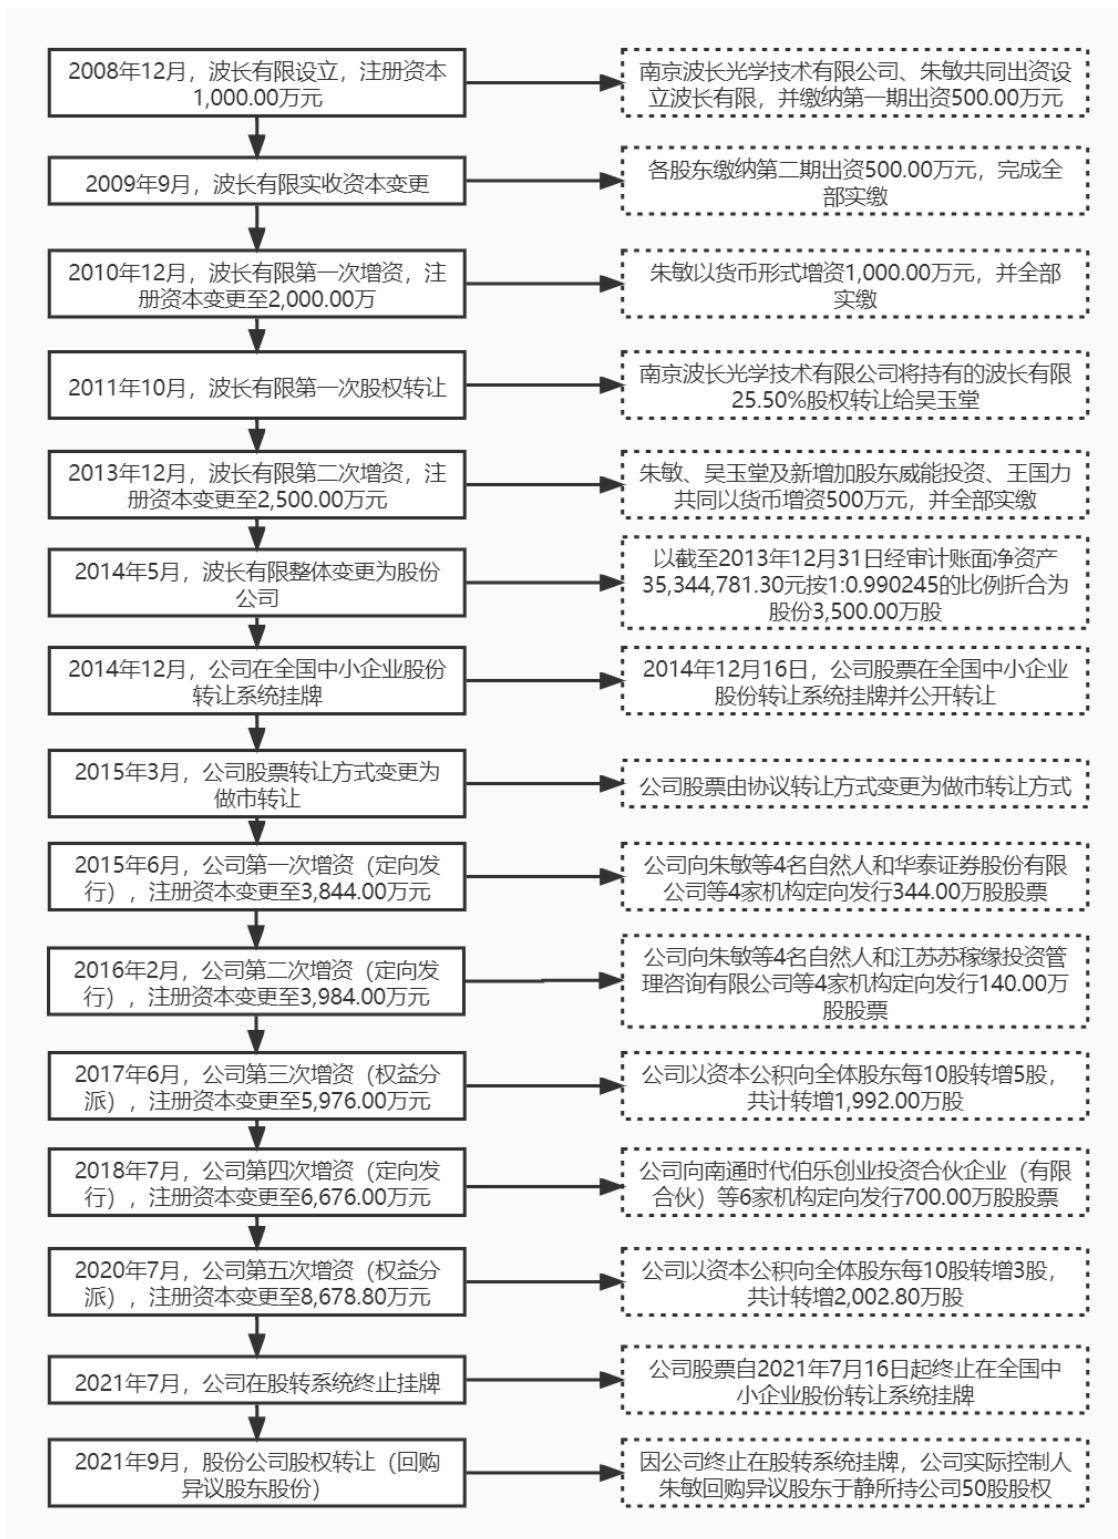 2008年12月，波长有限设立，注册资本
1,000.00万元
南京波长光学技术有限公司、朱敏共同出资设
立波长有限，并缴纳第一期出资500.00万元
2009年9月，波长有限实收资本变更
各股东缴纳第二期出资500.00万元，完成全
部实缴
2010年12月，波长有限第一次增资，注
册资本变更至2,000.00万
朱敏以货币形式增资1,000.00万元，并全部
实缴
2011年10月，波长有限第一次股权转让
南京波长光学技术有限公司将持有的波长有限
25.50%股权转让给吴玉堂
2013年12月，波长有限第二次增资，注
册资本变更至2,500.00万元
朱敏、吴玉堂及新增加股东威能投资、王国力
共同以货币增资500万元，并全部实缴
2014年5月，波长有限整体变更为股份
公司
以截至2013年12月31日经审计账面净资产
35,344,781.30元按1:0.990245的比例折合为
股份3,500.00万股
2014年12月，公司在全国中小企业股份
转让系统挂牌
2014年12月16日，公司股票在全国中小企业
股份转让系统挂牌并公开转让
2015年3月，公司股票转让方式变更为
做市转让
公司股票由协议转让方式变更为做市转让方式
2015年6月，公司第一次增资（定向发
行），注册资本变更至3,844.00万元
公司向朱敏等4名自然人和华泰证券股份有限
公司等4家机构定向发行344.00万股股票
2016年2月，公司第二次增资（定向发
行），注册资本变更至3,984.00万元
公司向朱敏等4名自然人和江苏苏稼缘投资管
理咨询有限公司等4家机构定向发行140.00万
股股票
2017年6月，公司第三次增资（权益分
派），注册资本变更至5,976.00万元
公司以资本公积向全体股东每10股转增5股，
共计转增1,992.00万股
2018年7月，公司第四次增资（定向发
行），注册资本变更至6,676.00万元
公司向南通时代伯乐创业投资合伙企业（有限
合伙）等6家机构定向发行700.00万股股票
2020年7月，公司第五次增资（权益分
派），注册资本变更至8,678.80万元
公司以资本公积向全体股东每10股转增3股，
共计转增2,002.80万股
2021年7月，公司在股转系统终止挂牌
公司股票自2021年7月16日起终止在全国中
小企业股份转让系统挂牌
2021年9月，股份公司股权转让（回购
异议股东股份）
因公司终止在股转系统挂牌，公司实际控制人
朱敏回购异议股东于静所持公司50股股权